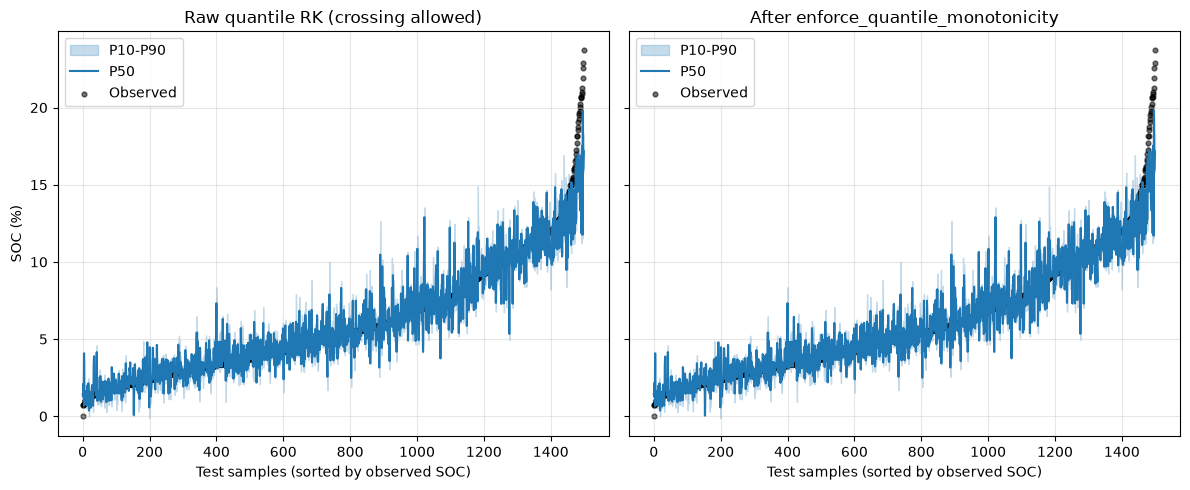 Raw quantile RK (crossing allowed)
After enforce_quantile_monotonicity
P10-P90
P50
Observed
P10-P90
P50
Observed
SOC (%)
20
15
10
5
0
0 200 400 600 800 1000 1200 1400
0 200 400 600 800 1000 1200 1400
Test samples (sorted by observed SOC)
Test samples (sorted by observed SOC)